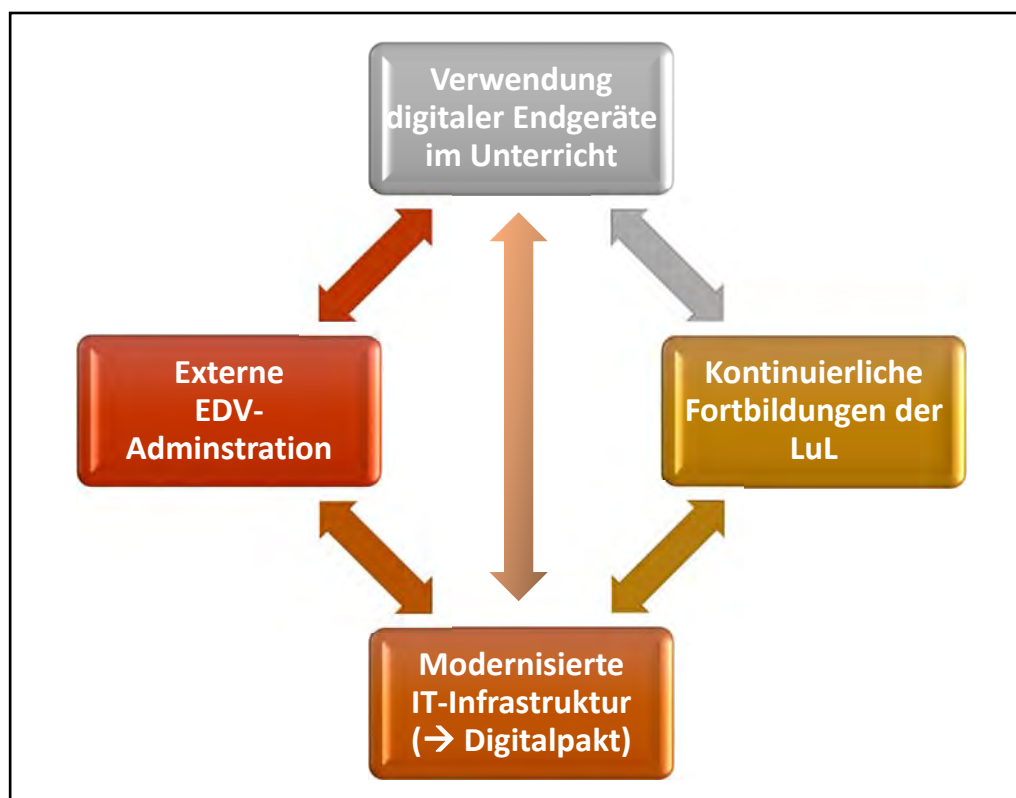 Verwendung
digitaler Endgeräte
im Unterricht
Externe
EDV-
Adminstration
Kontinuierliche
Fortbildungen der
LuL
Modernisierte
IT-Infrastruktur
(→ Digitalpakt)